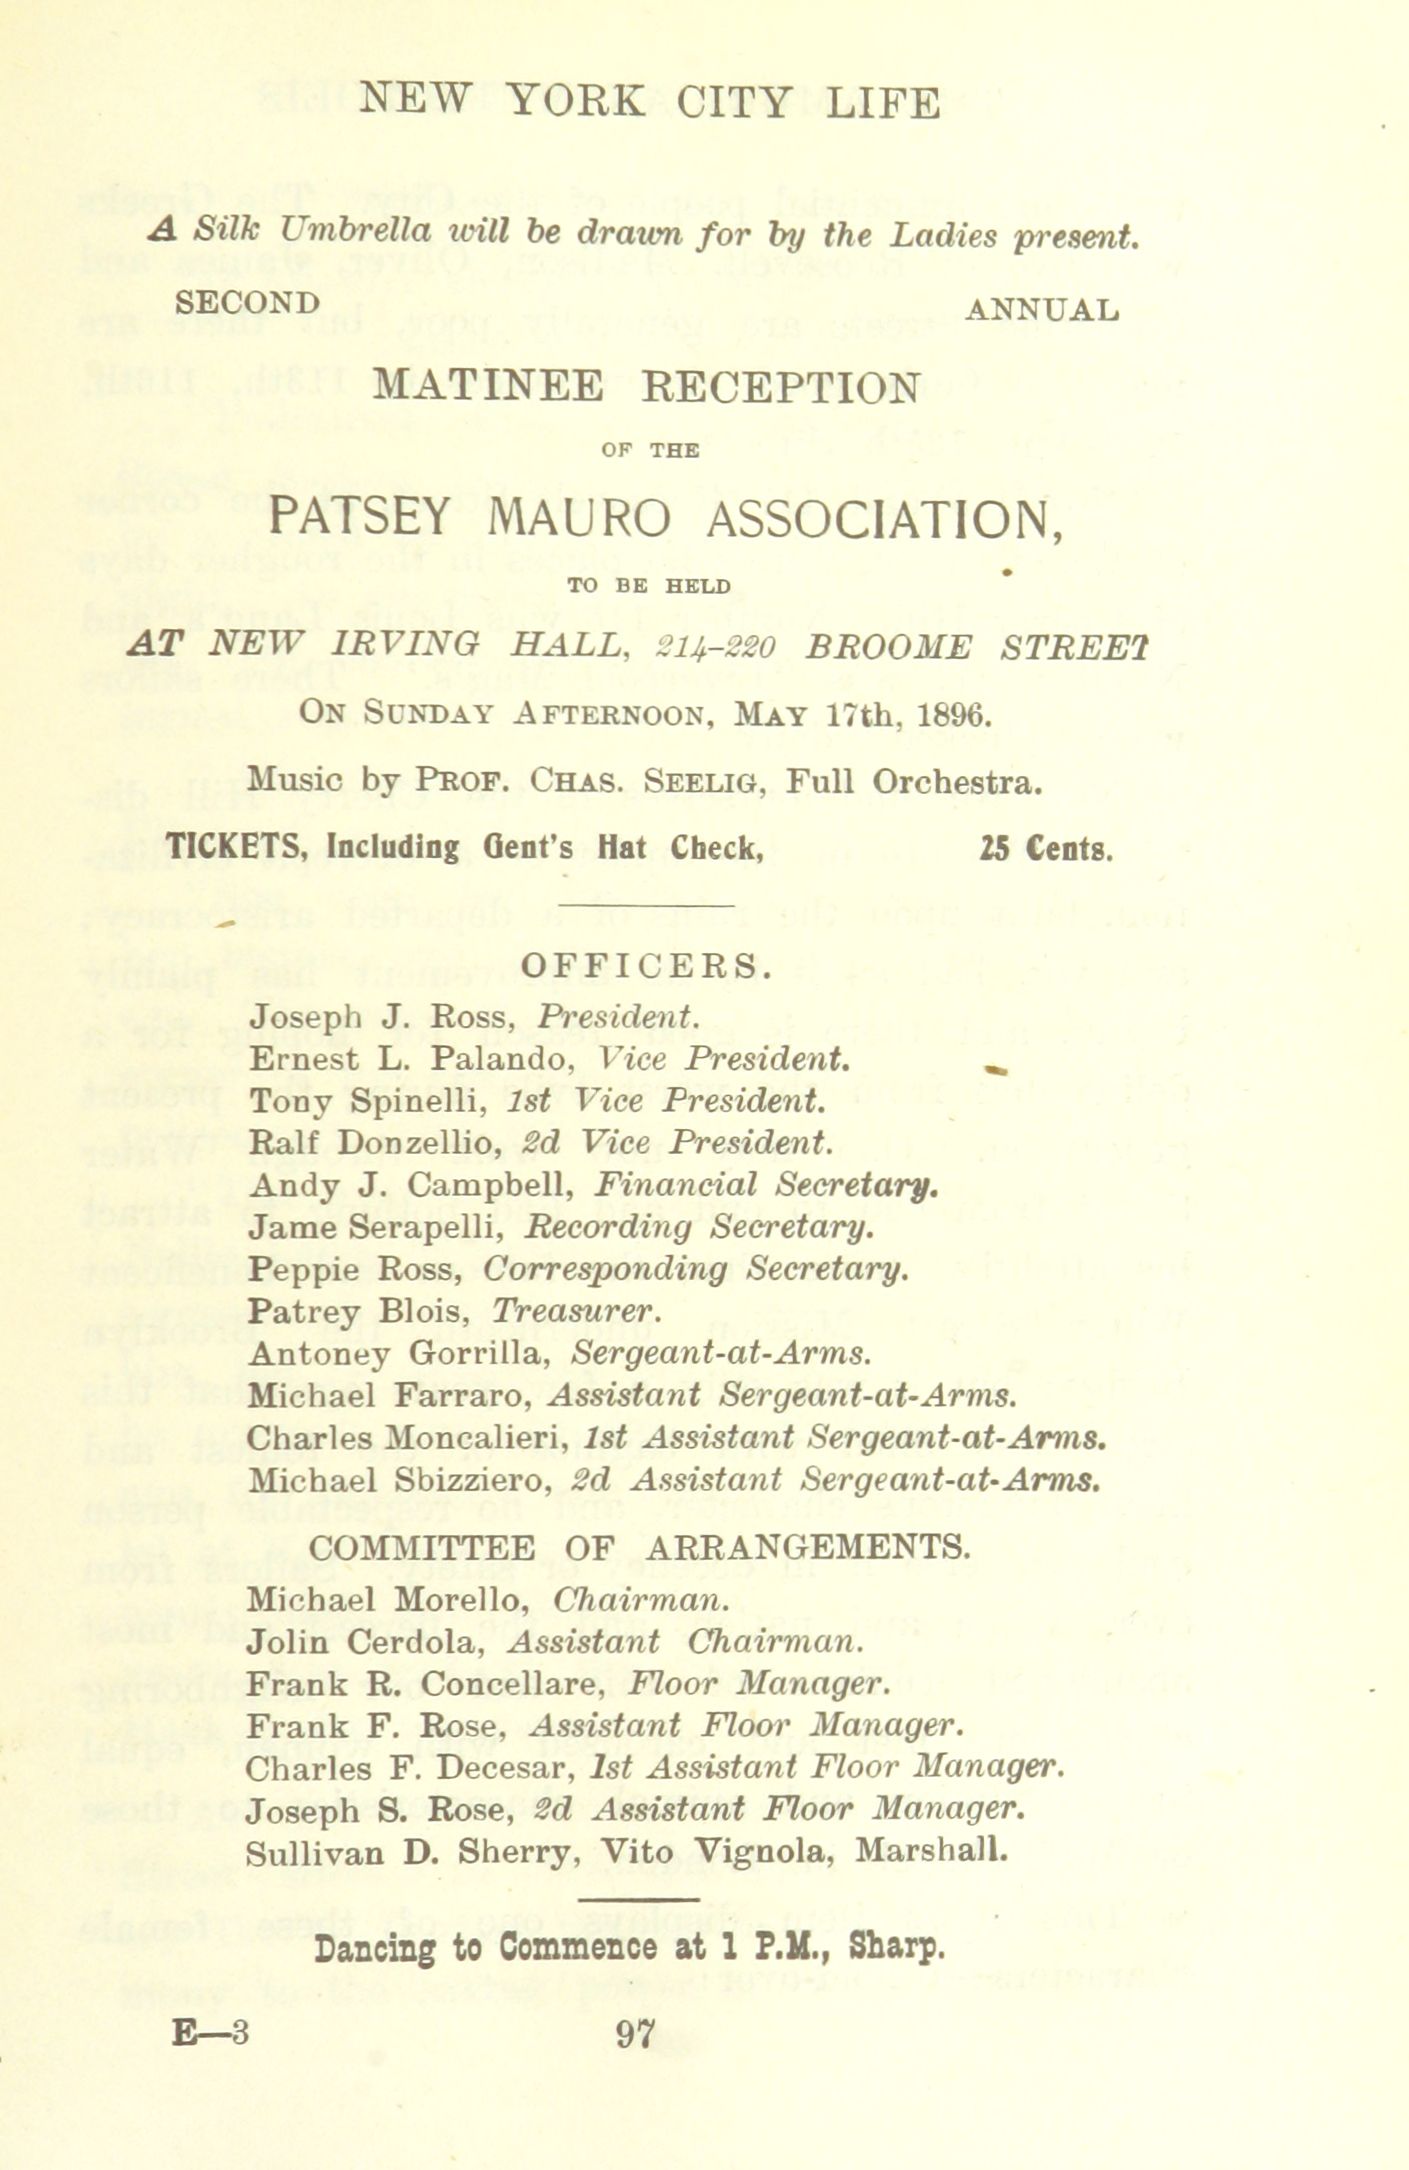 NEW YORK CITY LIFE
A Silk Umbrella will be drawn for by the Ladies present.
SECOND ANNUAL
MATINEE RECEPTION
OF THE
PATSEY MAURO ASSOCIATION,
TO BE HELD
AT NEW IRVING HALL, 214-220 BROOME STREET
ON SUNDAY AFTERNOON, MAY 17th, 1896.
Music by PROF. CHAS. SEELIG, Full Orchestra.
TICKETS, Including Gent's Hat Check, 25 Cents.
OFFICERS.
Joseph J. Ross, President.
Ernest L. Palando, Vice President.
Tony Spinelli, 1st Vice President.
Ralf Donzellio, 2d Vice President.
Andy J. Campbell, Financial Secretary.
Jame Serapelli, Recording Secretary.
Peppie Ross, Corresponding Secretary.
Patrey Blois, Treasurer.
Antoney Gorrilla, Sergeant-at-Arms.
Michael Farraro, Assistant Sergeant-at-Arms.
Charles Moncalieri, 1st Assistant Sergeant-at-Arms.
Michael Sbizziero, 2d Assistant Sergeant-at-Arms.
COMMITTEE OF ARRANGEMENTS.
Michael Morello, Chairman.
Jolin Cerdola, Assistant Chairman.
Frank R. Concellare, Floor Manager.
Frank F. Rose, Assistant Floor Manager.
Charles F. Decesar, 1st Assistant Floor Manager.
Joseph S. Rose, 2d Assistant Floor Manager.
Sullivan D. Sherry, Vito Vignola, Marshall.
Dancing to Commence at 1 P.M., Sharp.
E—3 97